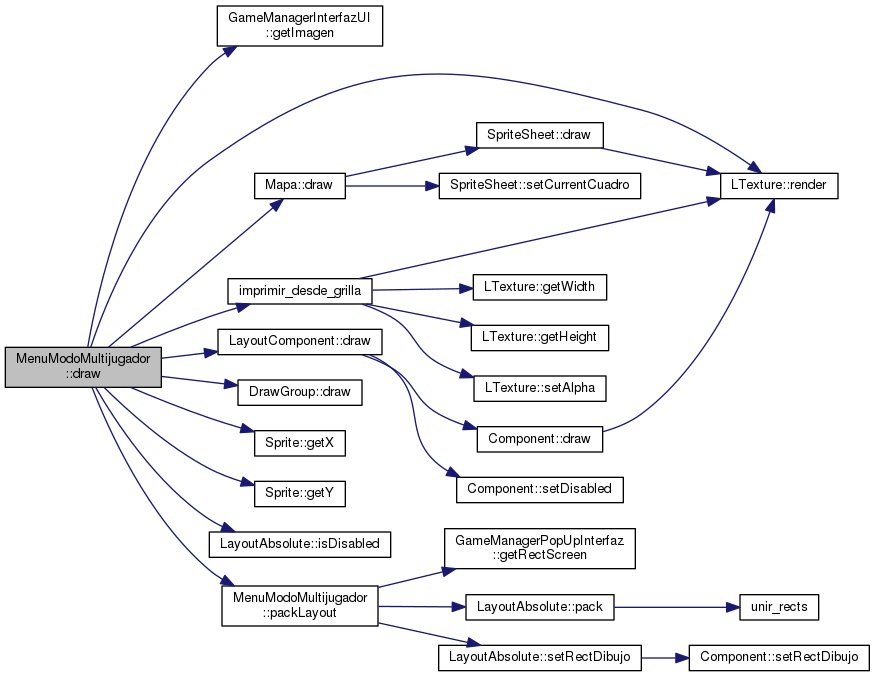 GameManagerInterfazUI
::getImagen
SpriteSheet::draw
Mapa::draw
SpriteSheet::setCurrentCuadro
LTexture::render
imprimir_desde_grilla
LTexture::getWidth
LTexture::getHeight
LayoutComponent::draw
MenuModoMultijugador
::draw
LTexture::setAlpha
DrawGroup::draw
Component::draw
Sprite::getX
Component::setDisabled
Sprite::getY
LayoutAbsolute::isDisabled
GameManagerPopUpInterfaz
::getRectScreen
MenuModoMultijugador
::packLayout
LayoutAbsolute::pack
unir_rects
LayoutAbsolute::setRectDibujo
Component::setRectDibujo